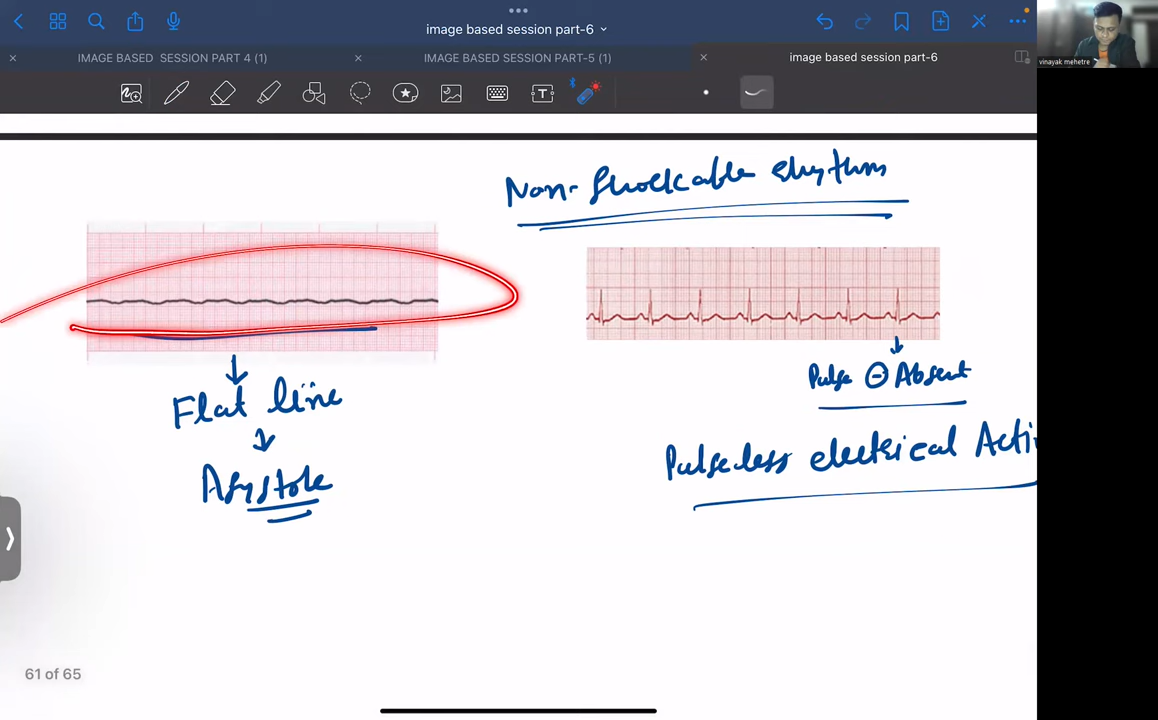 image based session part-6
IMAGE BASED SESSION PART 4 (1)
IMAGE BASED SESSION PART-5 (1)
image based session part-6
vinayak mehetre
Non-Shockable Rhythm
Pulse ⊖ Absent
Flat line
Pulseless electrical Acti
Asystole
61 of 65